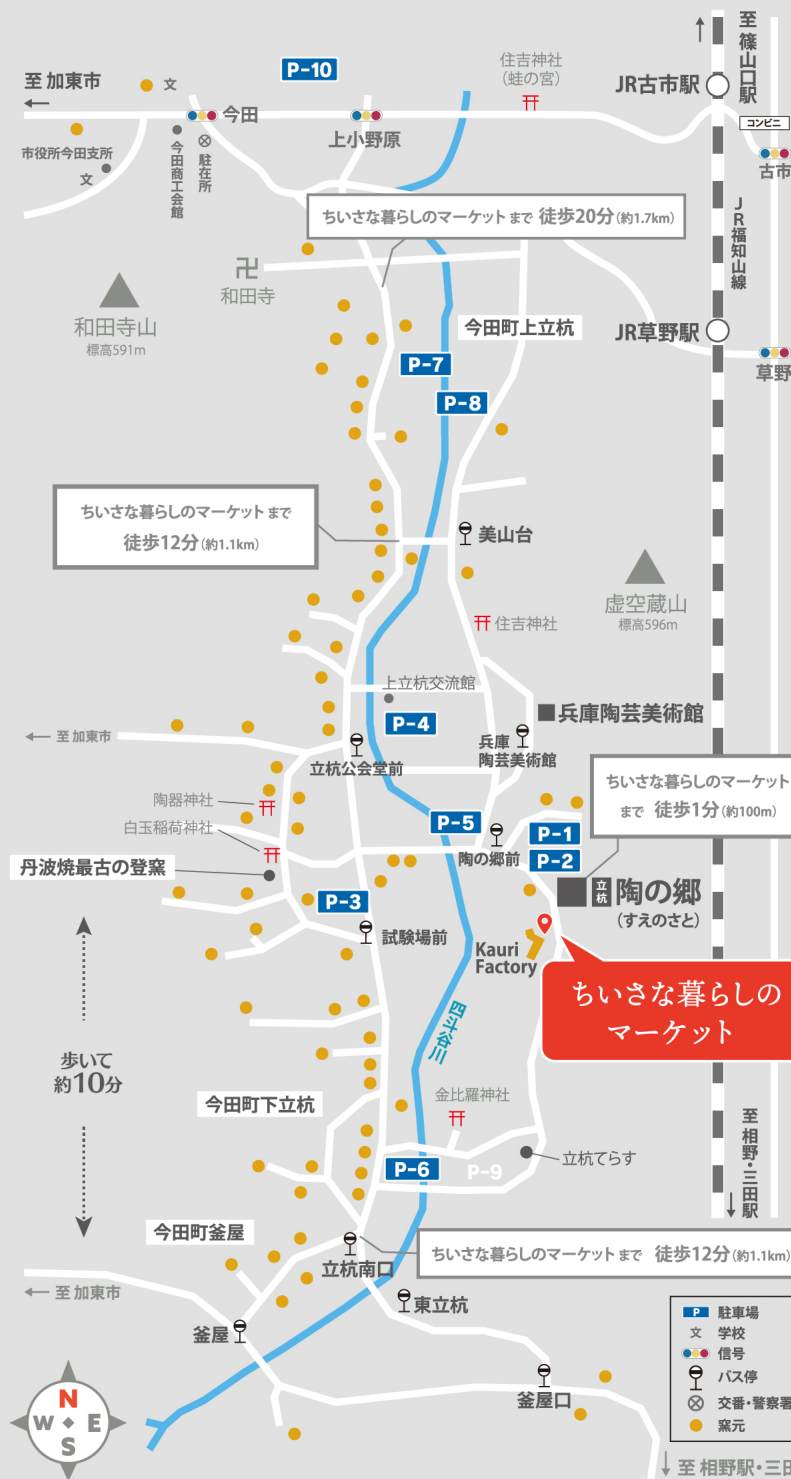 至 篠山口駅
P-10
住吉神社
(蛙の宮)
至 加東市
文
JR古市駅
コンビニ
今田
上小野原
古市
市役所今田支所
文
今田商工会館
駐在所
JR福知山線
ちいさな暮らしのマーケット まで 徒歩20分(約1.7km)
卍
和田寺
和田寺山
標高591m
今田町上立杭
JR草野駅
草野
P-7
P-8
ちいさな暮らしのマーケット まで
徒歩12分(約1.1km)
美山台
虚空蔵山
標高596m
住吉神社
上立杭交流館
兵庫陶芸美術館
P-4
至 加東市
立杭公会堂前
兵庫
陶芸美術館
ちいさな暮らしのマーケット
まで 徒歩1分(約100m)
陶器神社
白玉稲荷神社
P-5
P-1
陶の郷前
P-2
丹波焼最古の登窯
立杭
陶の郷
(すえのさと)
P-3
試験場前
Kauri
Factory
ちいさな暮らしの
マーケット
四斗谷川
歩いて
約10分
今田町下立杭
金比羅神社
P-6
P-9
立杭てらす
至 相野・三田駅
今田町釜屋
立杭南口
ちいさな暮らしのマーケット まで 徒歩12分(約1.1km)
至 加東市
東立杭
釜屋
釜屋口
P 駐車場
文 学校
信号
バス停
交番・警察署
窯元
N
W E
S
至 相野駅・三田